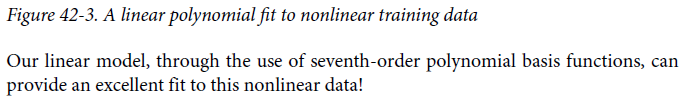 Figure 42-3. A linear polynomial fit to nonlinear training data
Our linear model, through the use of seventh-order polynomial basis functions, can
provide an excellent fit to this nonlinear data!